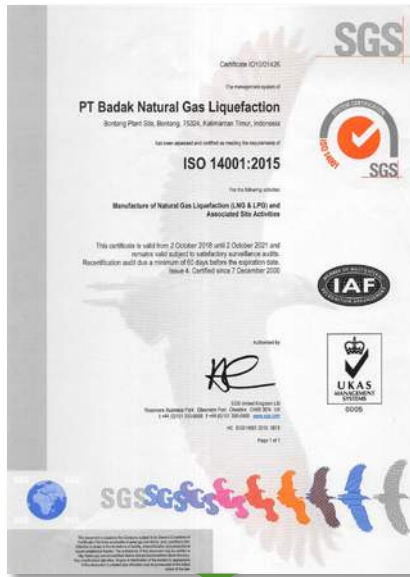 SGS
Certificate ID10/01426
The management system of
PT Badak Natural Gas Liquefaction
Bontang Plant Site, Bontang, 75324, Kalimantan Timur, Indonesia
has been assessed and certified as meeting the requirements of
ISO 14001:2015
For the following activities
Manufacture of Natural Gas Liquefaction (LNG & LPG) and
Associated Site Activities
This certificate is valid from 2 October 2018 until 2 October 2021 and
remains valid subject to satisfactory surveillance audits.
Recertification audit due a minimum of 60 days before the expiration date.
Issue 4. Certified since 7 December 2000
Authorised by
SGS United Kingdom Ltd
Page 1 of 1
SYSTEM CERTIFICATION
ISO 14001
SGS
IAF
UKAS
MANAGEMENT
SYSTEMS
0005
SGS